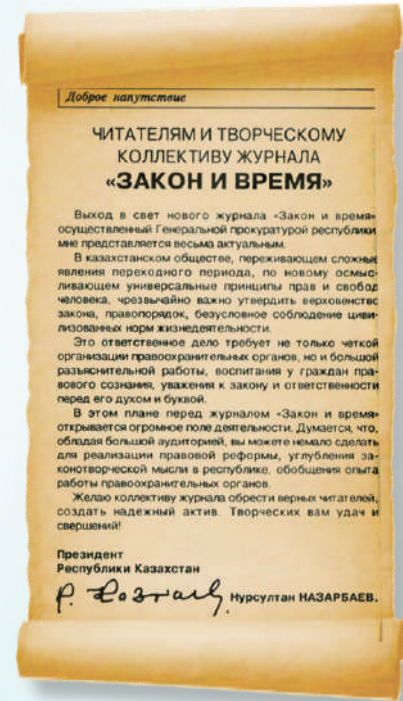 Доброе напутствие
ЧИТАТЕЛЯМ И ТВОРЧЕСКОМУ
КОЛЛЕКТИВУ ЖУРНАЛА
«ЗАКОН И ВРЕМЯ»
Выход в свет нового журнала «Закон и время»
осуществленный Генеральной прокуратурой республики
мне представляется весьма актуальным.
В казахстанском обществе, переживающем сложные
явления переходного периода, по новому осмыс-
ливающем универсальные принципы прав и свобод
человека, чрезвычайно важно утвердить верховенство
закона, правопорядок, безусловное соблюдение циви-
лизованных норм жизнедеятельности.
Это ответственное дело требует не только четкой
организации правоохранительных органов, но и большой
разъяснительной работы, воспитания у граждан пра-
вового сознания, уважения к закону и ответственности
перед его духом и буквой.
В этом плане перед журналом «Закон и время»
открывается огромное поле деятельности. Думается, что,
обладая большой аудиторией, вы можете немало сделать
для реализации правовой реформы, углубления за-
конотворческой мысли в республике, обобщения опыта
работы правоохранительных органов.
Желаю коллективу журнала обрести верных читателей,
создать надежный актив. Творческих вам удач и
свершений!
Президент
Республики Казахстан
Нурсултан НАЗАРБАЕВ.